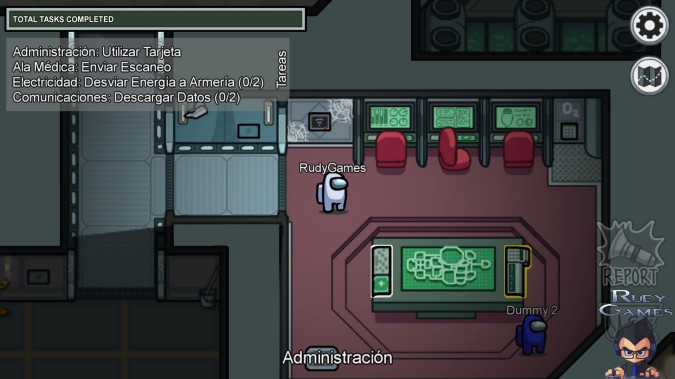 TOTAL TASKS COMPLETED
Administración: Utilizar Tarjeta
Ala Médica: Enviar Escaneo
Electricidad: Desviar Energía a Armería (0/2)
Comunicaciones: Descargar Datos (0/2)
Tareas
O2
RudyGames
REPORT
RUDY
GAMES
Dummy 2
Administración